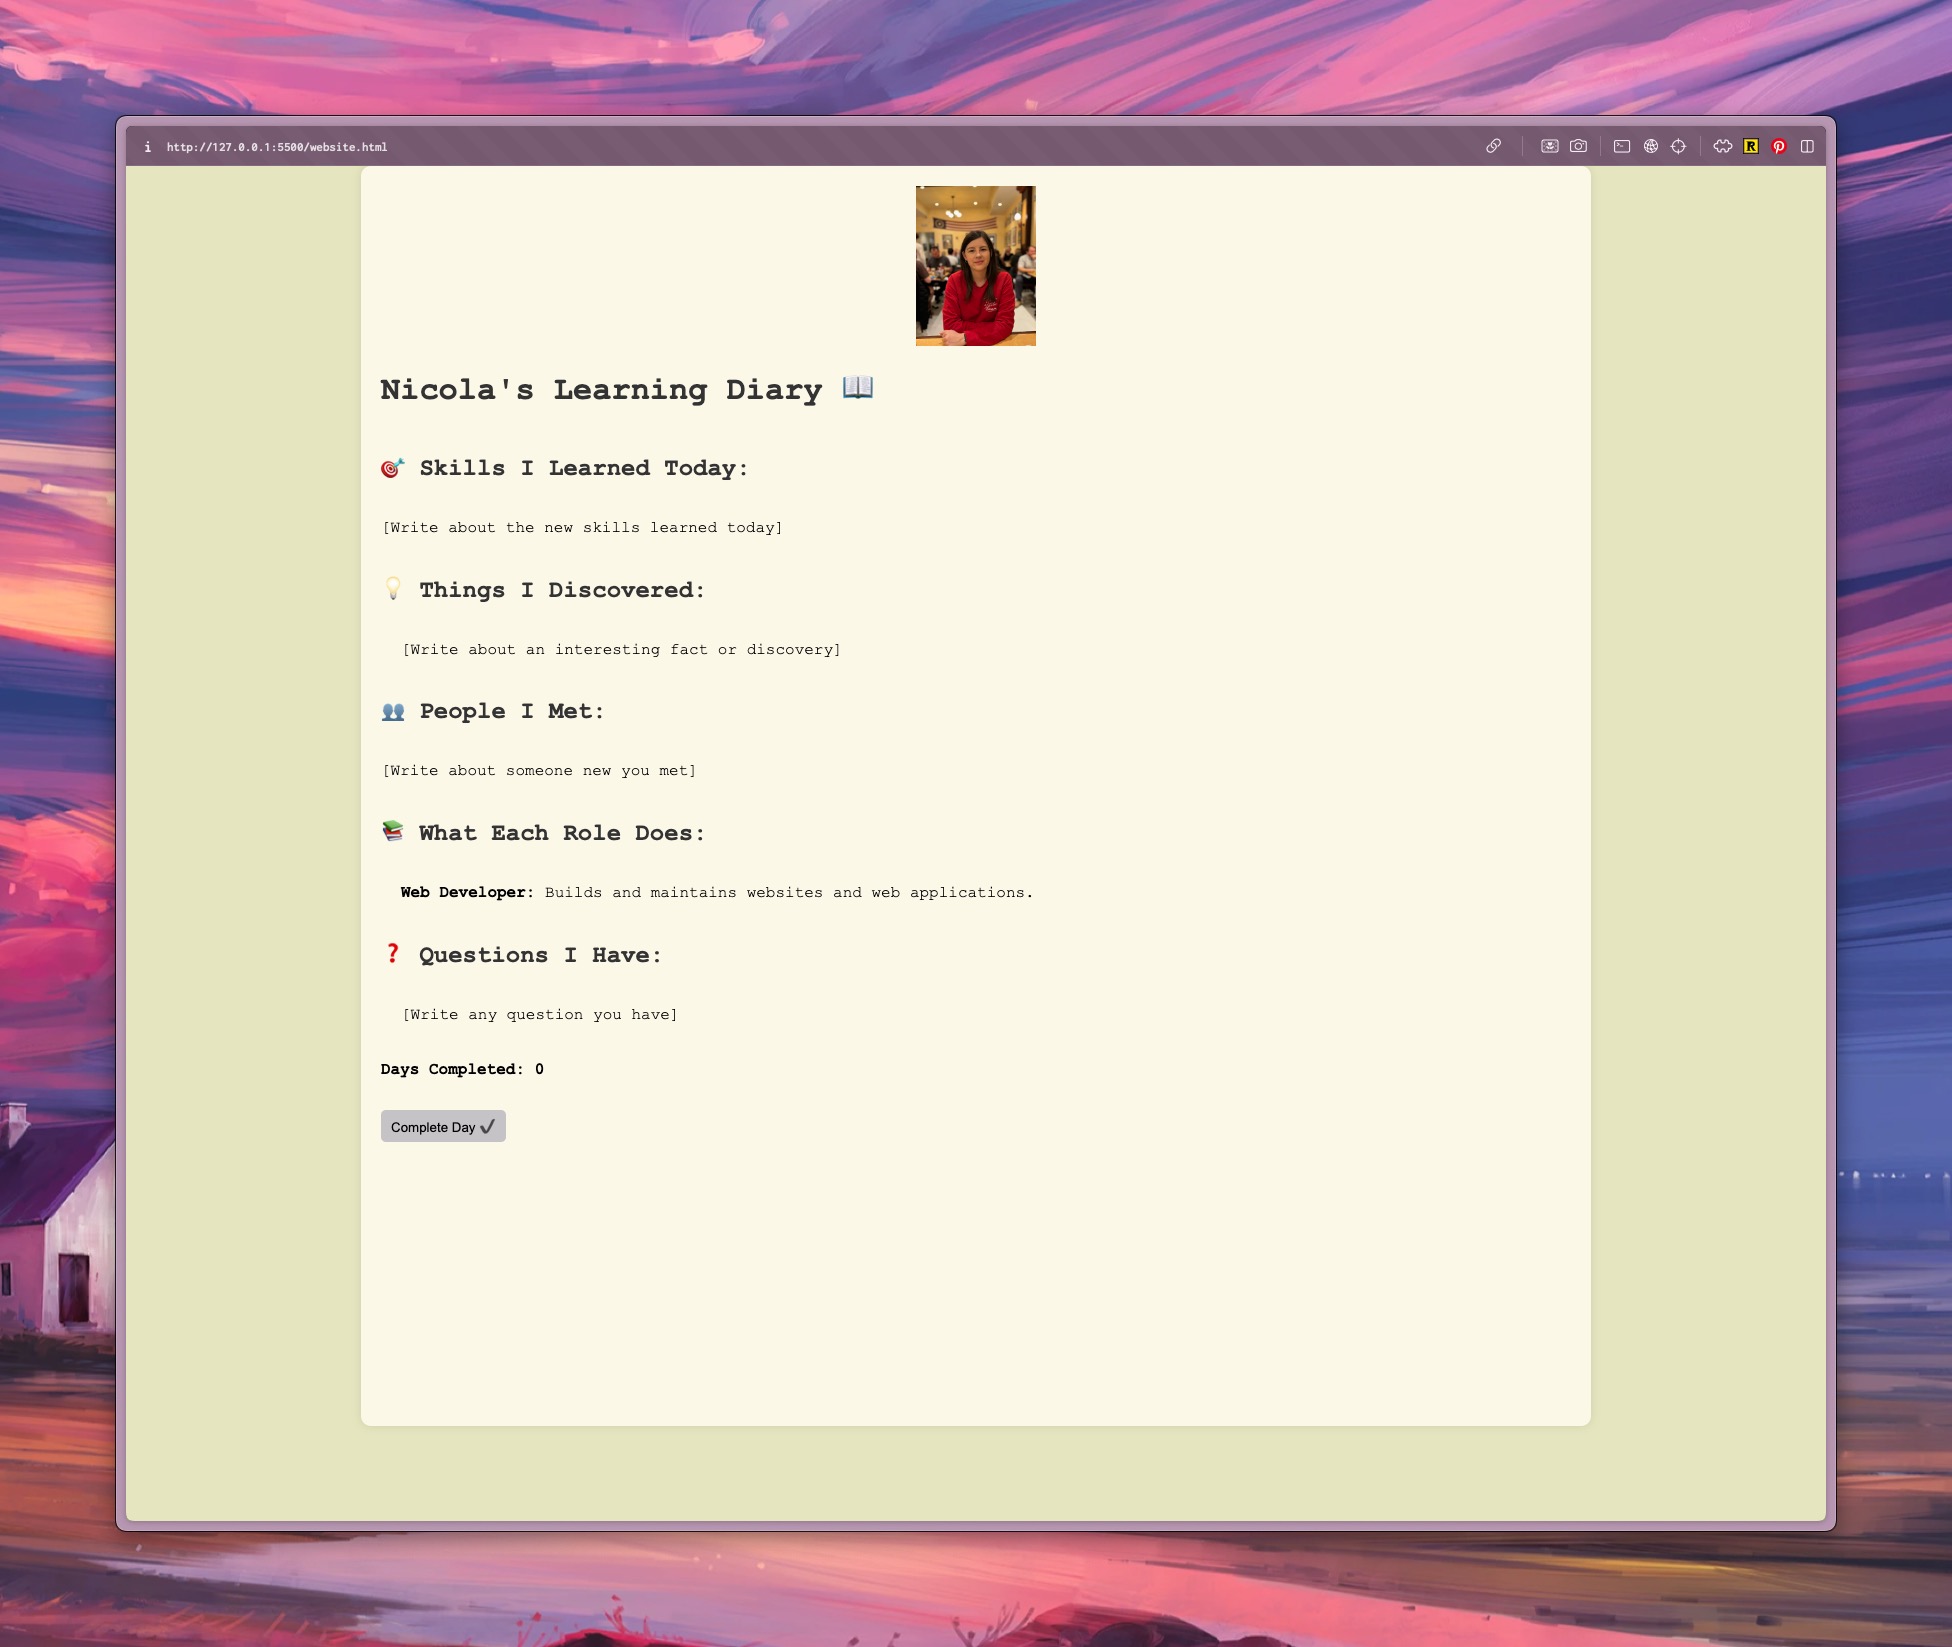 i http://127.0.0.1:5500/website.html
R
Nicola's Learning Diary 📖
🎯 Skills I Learned Today:
[Write about the new skills learned today]
💡 Things I Discovered:
[Write about an interesting fact or discovery]
👥 People I Met:
[Write about someone new you met]
📚 What Each Role Does:
Web Developer: Builds and maintains websites and web applications.
❓ Questions I Have:
[Write any question you have]
Days Completed: 0
Complete Day ✔